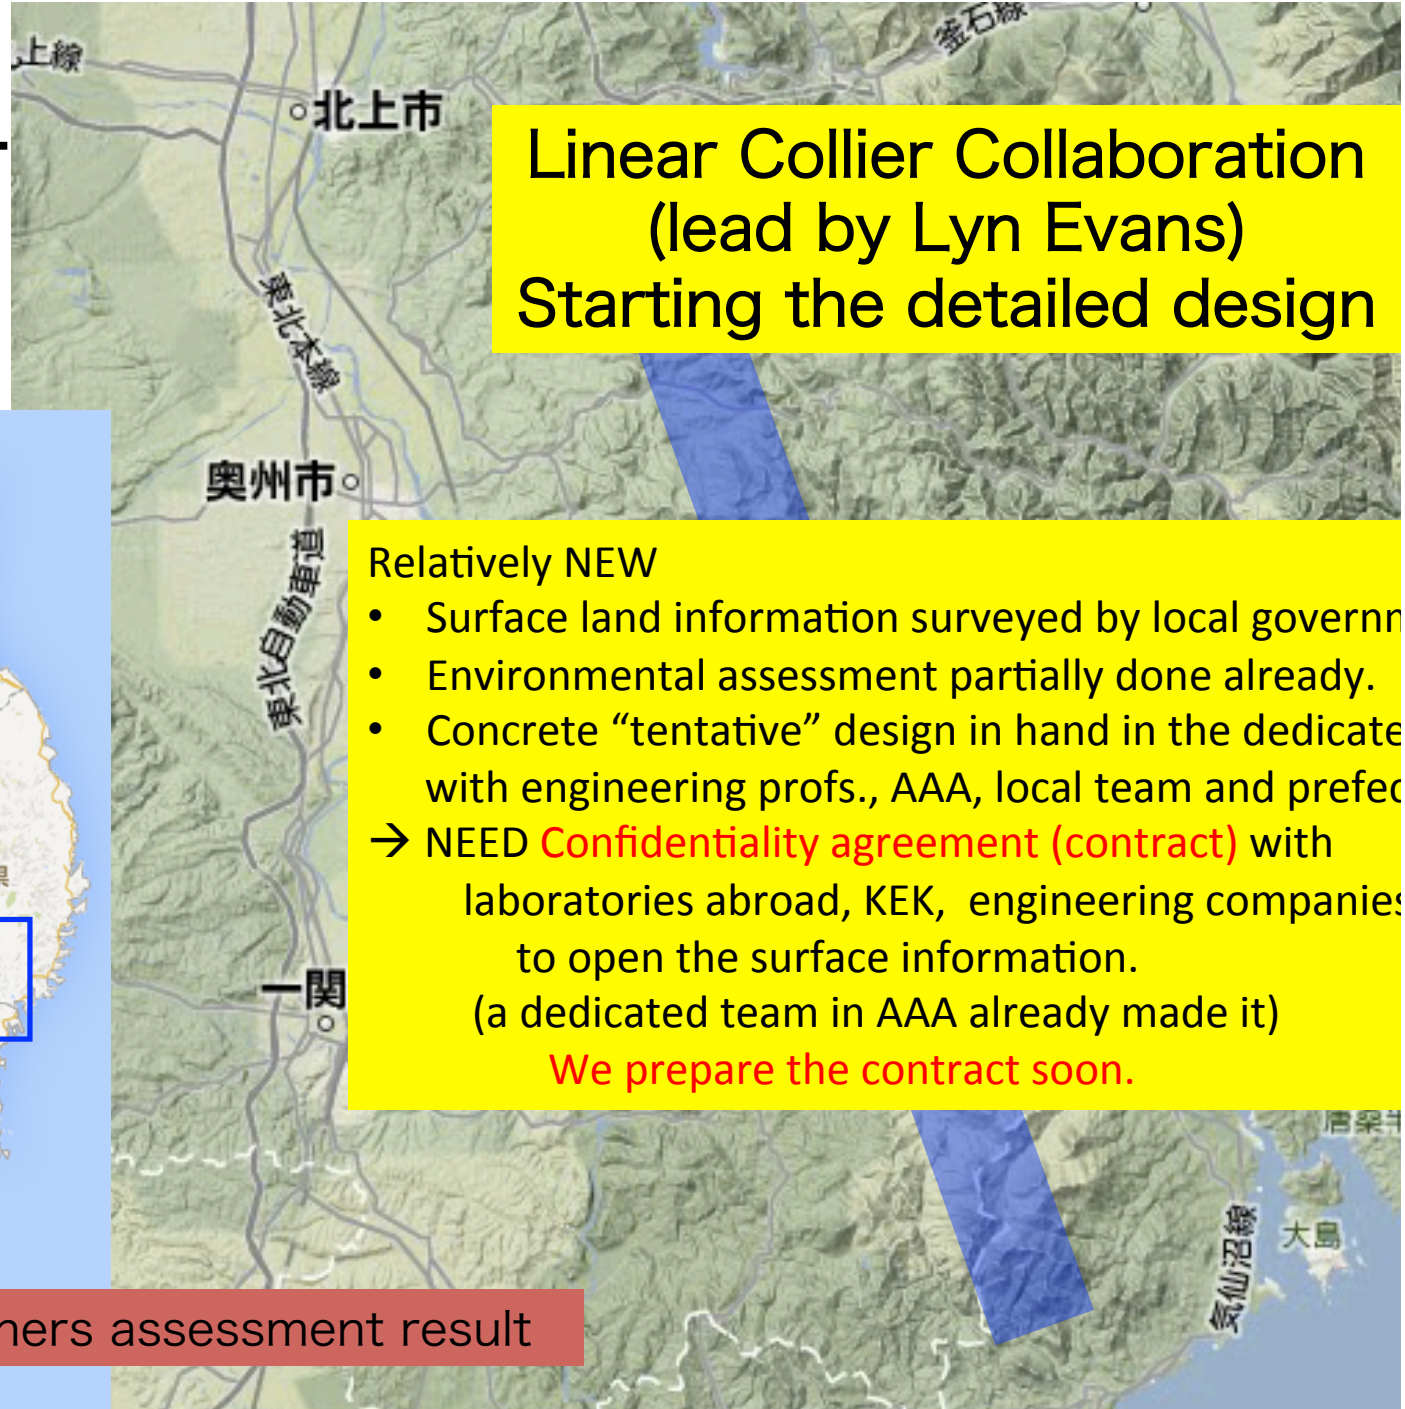 上線
釜石線
北上市
Linear Collier Collaboration
(lead by Lyn Evans)
Starting the detailed design
東北本線
奥州市
東北自動車道
Relatively NEW
• Surface land information surveyed by local governm
• Environmental assessment partially done already.
• Concrete “tentative” design in hand in the dedicate
with engineering profs., AAA, local team and prefec
→ NEED Confidentiality agreement (contract) with
laboratories abroad, KEK, engineering companies
to open the surface information.
(a dedicated team in AAA already made it)
We prepare the contract soon.
県
一関
唐桑半
気仙沼線
大島
ners assessment result